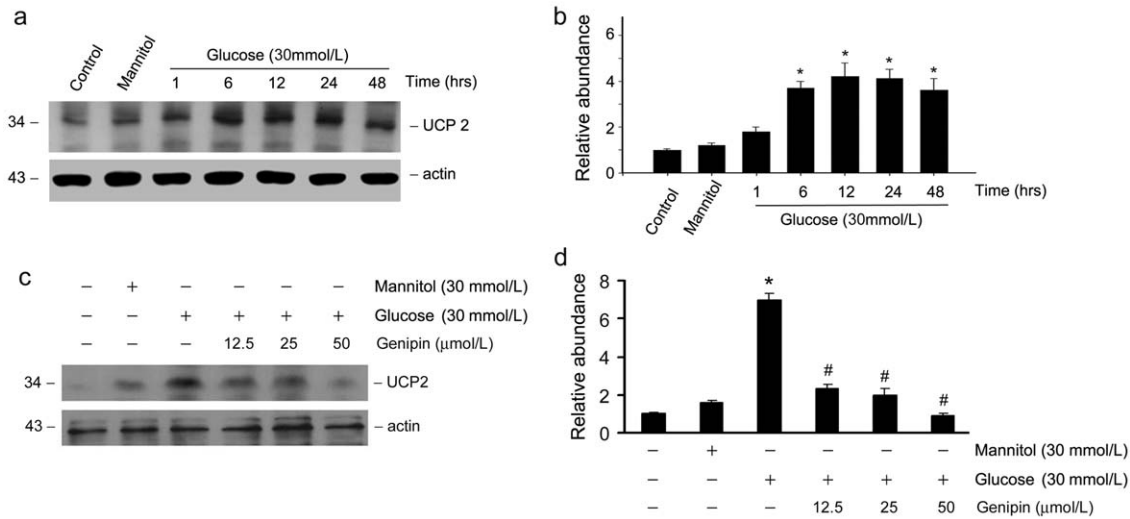 a
Glucose (30mmol/L)
Control Mannitol 1 6 12 24 48 Time (hrs)
34 – – UCP 2
43 – – actin
b
Relative abundance
8
6
4
2
0
* * * *
Control Mannitol 1 6 12 24 48 Time (hrs)
Glucose (30mmol/L)
c
– + – – – – Mannitol (30 mmol/L)
– – + + + + Glucose (30 mmol/L)
– – – 12.5 25 50 Genipin (μmol/L)
34 – – UCP2
43 – – actin
d
Relative abundance
8
6
4
2
0
* # # #
– + – – – – Mannitol (30 mmol/L)
– – + + + + Glucose (30 mmol/L)
– – – 12.5 25 50 Genipin (μmol/L)